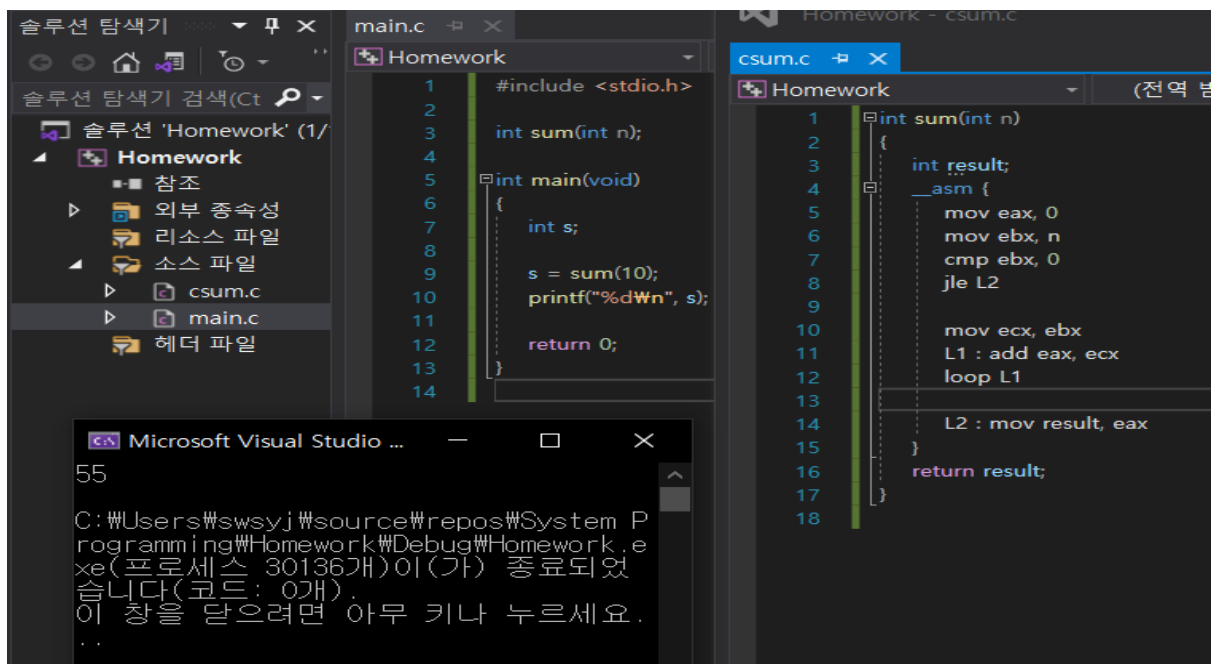 솔루션 탐색기
솔루션 탐색기 검색(Ct
솔루션 'Homework' (1/
Homework
참조
외부 종속성
리소스 파일
소스 파일
csum.c
main.c
헤더 파일
main.c
Homework
1 #include <stdio.h>
2
3 int sum(int n);
4
5 int main(void)
6 {
7 int s;
8
9 s = sum(10);
10 printf("%d₩n", s);
11
12 return 0;
13 }
14
Homework - csum.c
csum.c
Homework (전역 범
1 int sum(int n)
2 {
3 int result;
4 __asm {
5 mov eax, 0
6 mov ebx, n
7 cmp ebx, 0
8 jle L2
9
10 mov ecx, ebx
11 L1 : add eax, ecx
12 loop L1
13
14 L2 : mov result, eax
15 }
16 return result;
17 }
18
Microsoft Visual Studio ...
55
C:₩Users₩swsyj₩source₩repos₩System P
rogramming₩Homework₩Debug₩Homework.e
xe(프로세스 30136개)이(가) 종료되었
습니다(코드: 0개).
이 창을 닫으려면 아무 키나 누르세요.
..